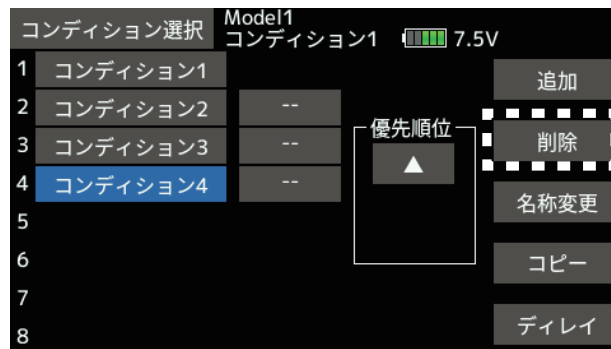 コンディション選択
Model1
コンディション1 7.5V
1 コンディション1
2 コンディション2 --
3 コンディション3 --
4 コンディション4 --
5
6
7
8
優先順位
▲
追加
削除
名称変更
コピー
ディレイ